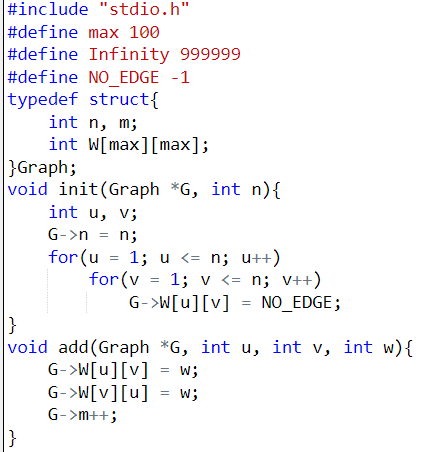 #include "stdio.h"
#define max 100
#define Infinity 999999
#define NO_EDGE -1
typedef struct{
    int n, m;
    int W[max][max];
}Graph;
void init(Graph *G, int n){
    int u, v;
    G->n = n;
    for(u = 1; u <= n; u++)
        for(v = 1; v <= n; v++)
            G->W[u][v] = NO_EDGE;
}
void add(Graph *G, int u, int v, int w){
    G->W[u][v] = w;
    G->W[v][u] = w;
    G->m++;
}